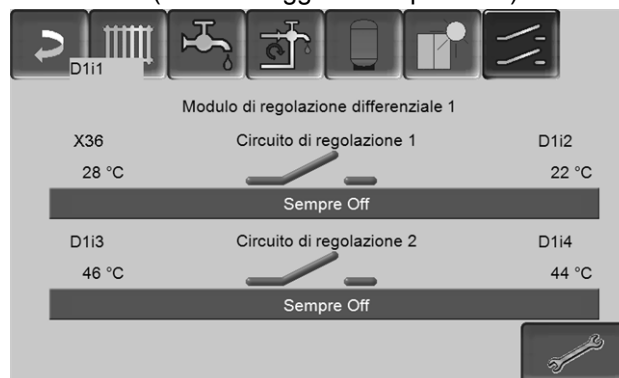 D1i1
Modulo di regolazione differenziale 1
X36 Circuito di regolazione 1 D1i2
28 °C 22 °C
Sempre Off
D1i3 Circuito di regolazione 2 D1i4
46 °C 44 °C
Sempre Off